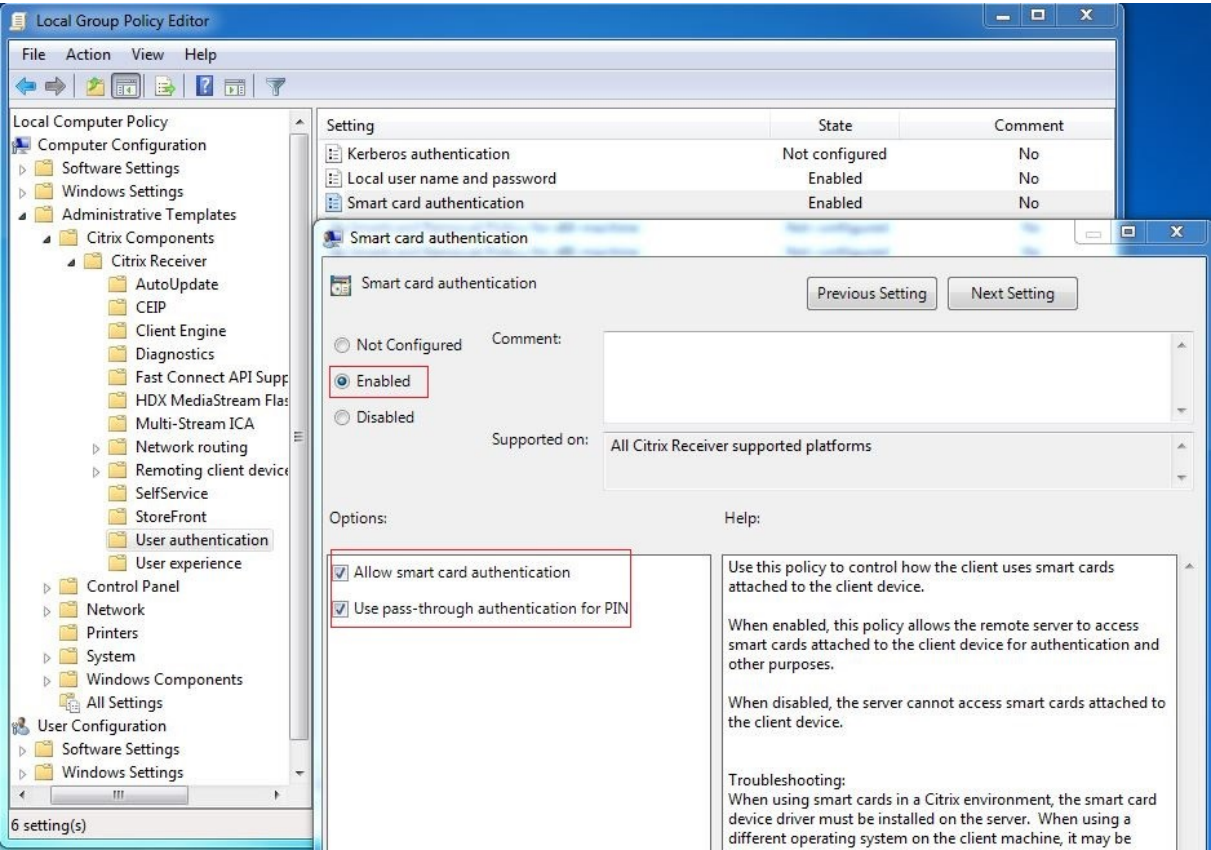 Local Group Policy Editor
File Action View Help
Local Computer Policy
Computer Configuration
Software Settings
Windows Settings
Administrative Templates
Citrix Components
Citrix Receiver
AutoUpdate
CEIP
Client Engine
Diagnostics
Fast Connect API Supp
HDX MediaStream Flas
Multi-Stream ICA
Network routing
Remoting client device
SelfService
StoreFront
User authentication
User experience
Control Panel
Network
Printers
System
Windows Components
All Settings
User Configuration
Software Settings
Windows Settings
6 setting(s)
Setting State Comment
Kerberos authentication Not configured No
Local user name and password Enabled No
Smart card authentication Enabled No
Smart card authentication
Smart card authentication
Previous Setting Next Setting
Not Configured
Enabled
Disabled
Comment:
Supported on: All Citrix Receiver supported platforms
Options:
Allow smart card authentication
Use pass-through authentication for PIN
Help:
Use this policy to control how the client uses smart cards
attached to the client device.
When enabled, this policy allows the remote server to access
smart cards attached to the client device for authentication and
other purposes.
When disabled, the server cannot access smart cards attached to
the client device.
Troubleshooting:
When using smart cards in a Citrix environment, the smart card
device driver must be installed on the server. When using a
different operating system on the client machine, it may be